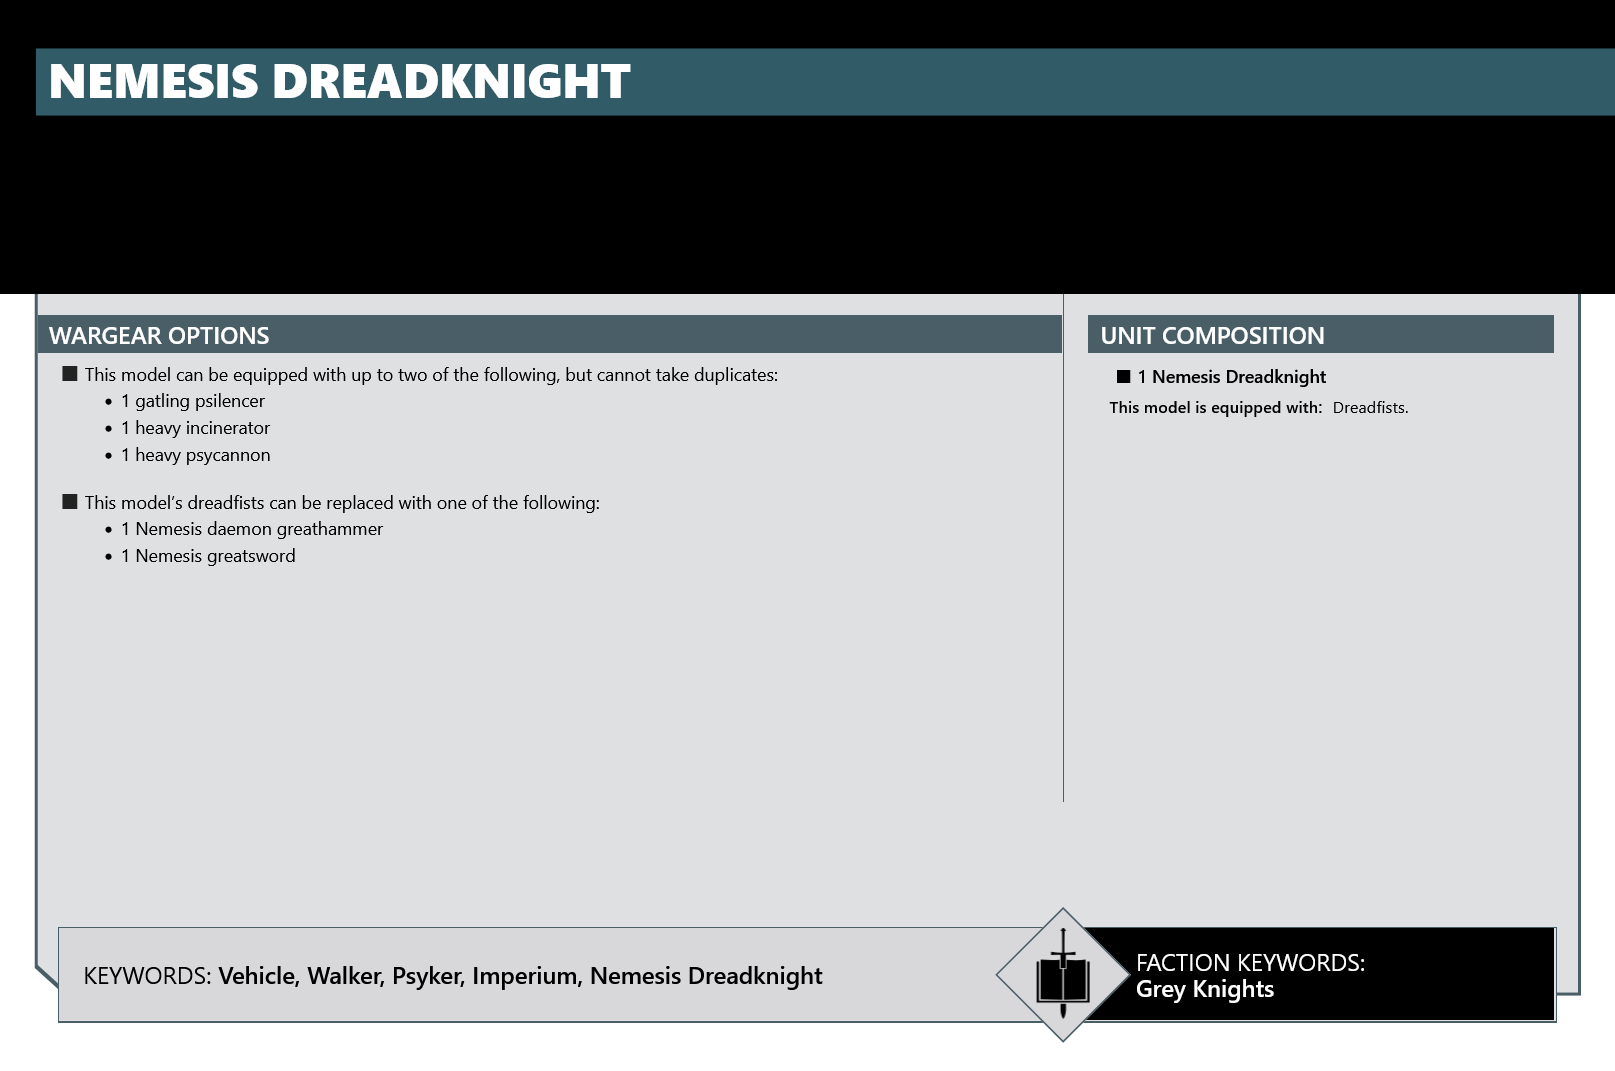 NEMESIS DREADKNIGHT
WARGEAR OPTIONS
■ This model can be equipped with up to two of the following, but cannot take duplicates:
• 1 gatling psilencer
• 1 heavy incinerator
• 1 heavy psycannon
■ This model’s dreadfists can be replaced with one of the following:
• 1 Nemesis daemon greathammer
• 1 Nemesis greatsword
UNIT COMPOSITION
■ 1 Nemesis Dreadknight
This model is equipped with: Dreadfists.
KEYWORDS: Vehicle, Walker, Psyker, Imperium, Nemesis Dreadknight
FACTION KEYWORDS:
Grey Knights